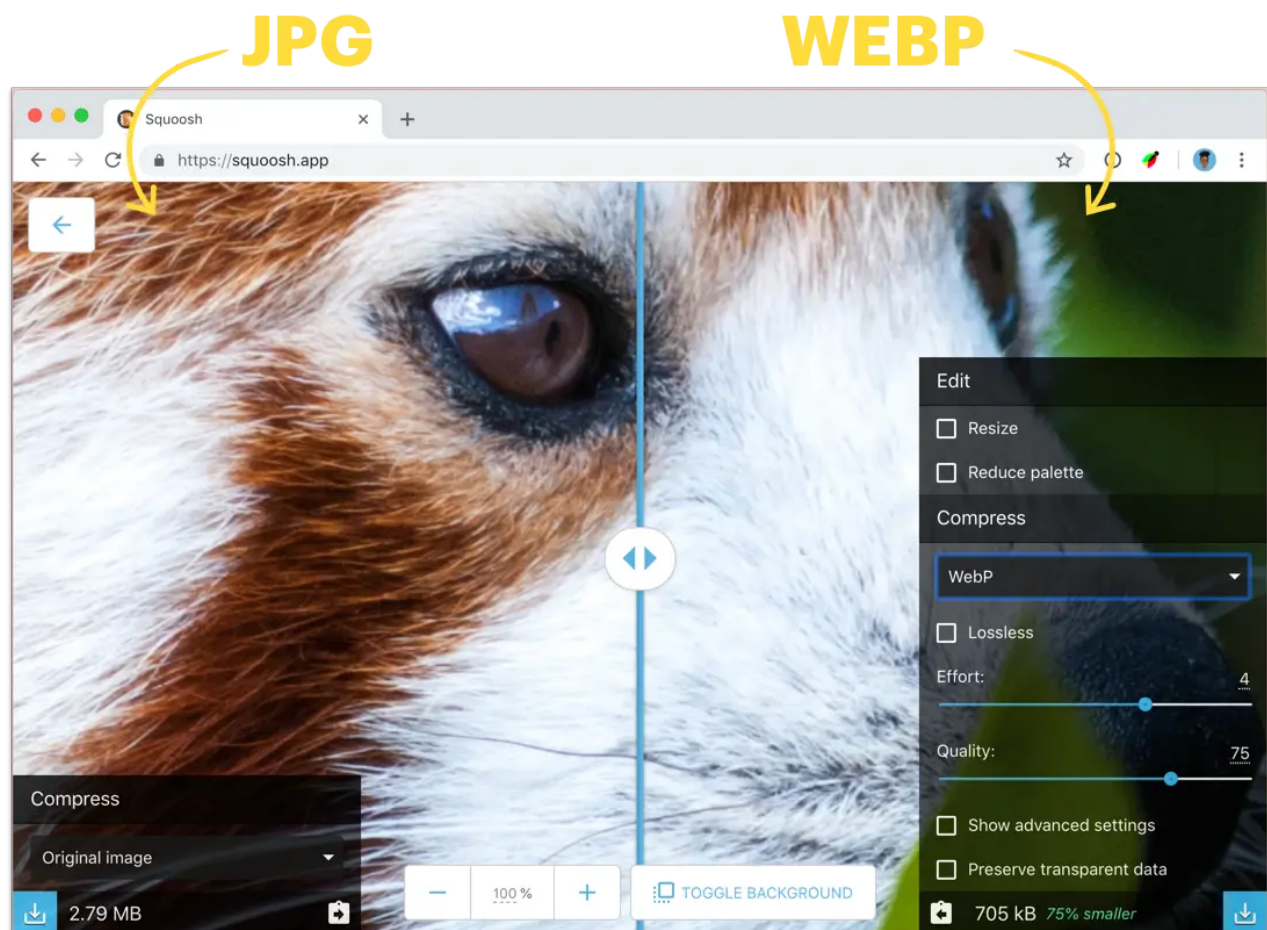 JPG
WEBP
Squoosh
https://squoosh.app
Edit
Resize
Reduce palette
Compress
WebP
Lossless
Effort:
4
Quality:
75
Show advanced settings
Preserve transparent data
705 kB 75% smaller
Compress
Original image
2.79 MB
100 %
TOGGLE BACKGROUND